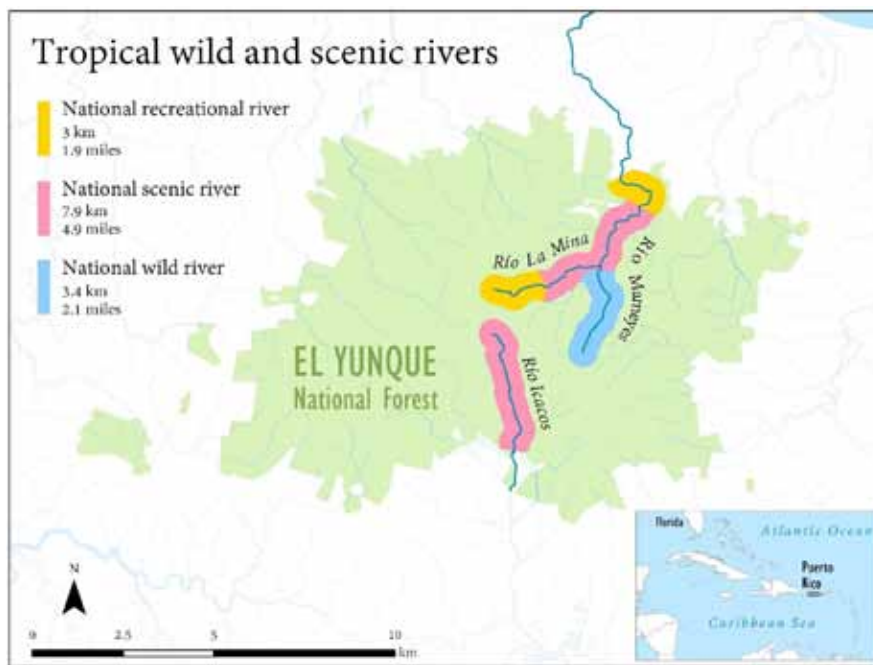 Tropical wild and scenic rivers
National recreational river
3 km
1.9 miles
National scenic river
7.9 km
4.9 miles
National wild river
3.4 km
2.1 miles
Río La Mina
Río Mameyes
EL YUNQUE
National Forest
Río Icacos
N
0 2.5 5 10
km
Florida
Atlantic Ocean
Puerto
Rico
Caribbean Sea